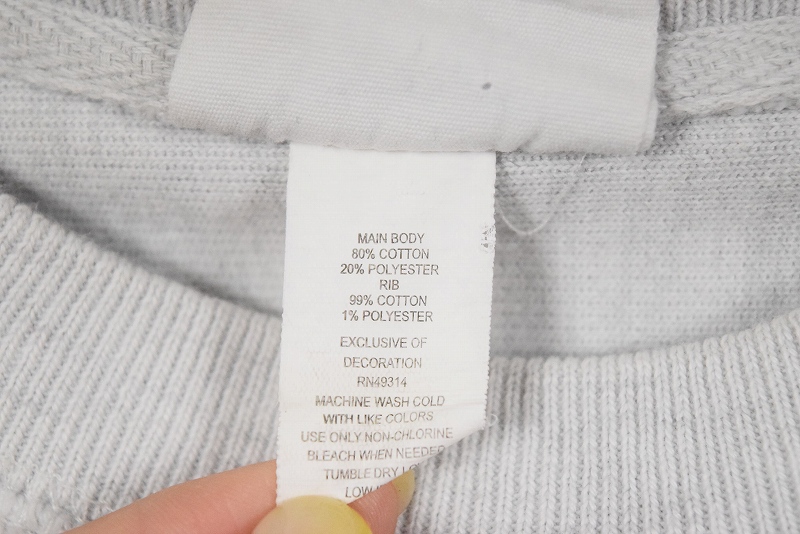 MAIN BODY
80% COTTON
20% POLYESTER
RIB
99% COTTON
1% POLYESTER
EXCLUSIVE OF
DECORATION
RN49314
MACHINE WASH COLD
WITH LIKE COLORS
USE ONLY NON-CHLORINE
BLEACH WHEN NEEDED
TUMBLE DRY
LOW